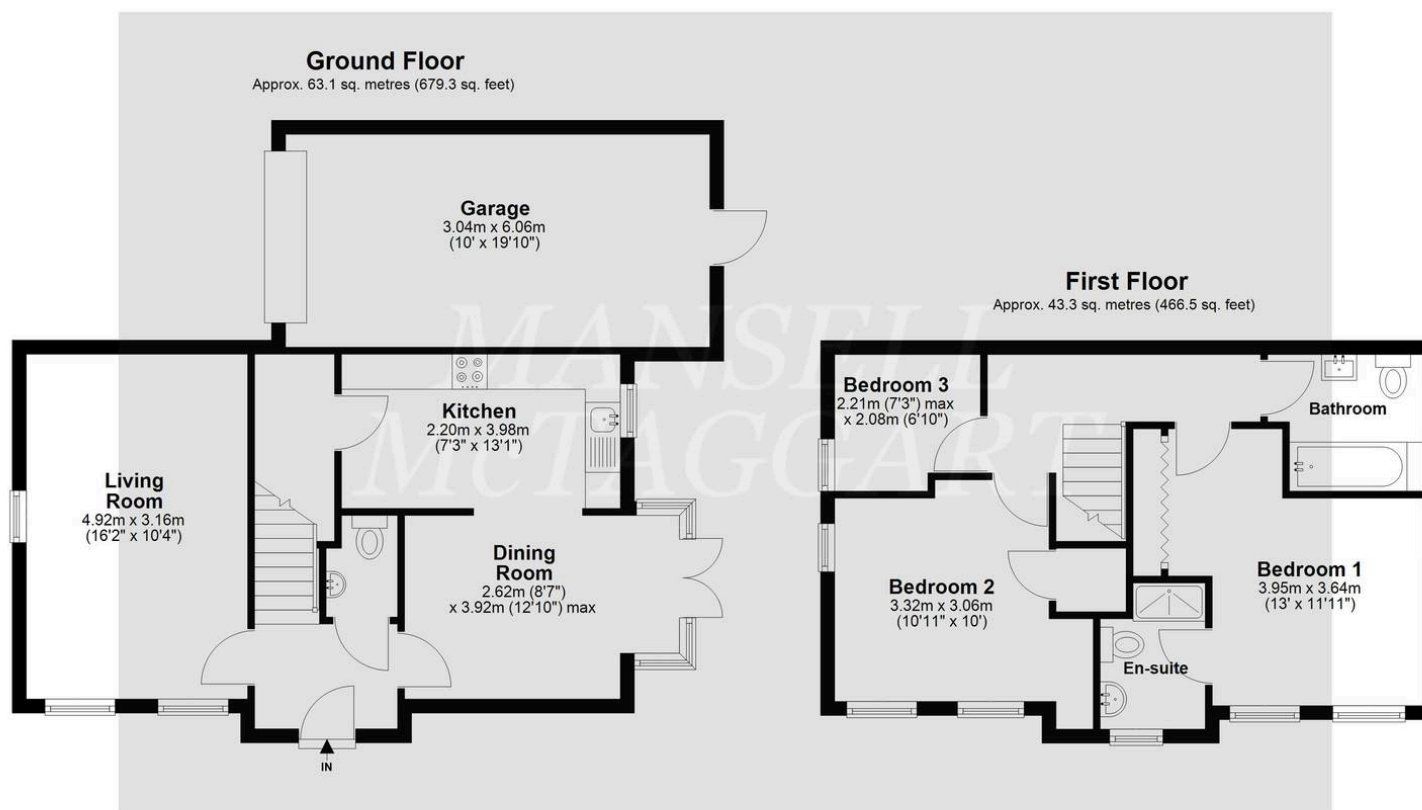 Ground Floor
Approx. 63.1 sq. metres (679.3 sq. feet)
Garage
3.04m x 6.06m
(10' x 19'10")
Kitchen
2.20m x 3.98m
(7'3" x 13'1")
Living
Room
4.92m x 3.16m
(16'2" x 10'4")
Dining
Room
2.62m (8'7")
x 3.92m (12'10") max
IN
First Floor
Approx. 43.3 sq. metres (466.5 sq. feet)
Bedroom 3
2.21m (7'3") max
x 2.08m (6'10")
Bathroom
Bedroom 2
3.32m x 3.06m
(10'11" x 10')
Bedroom 1
3.95m x 3.64m
(13' x 11'11")
En-suite
MANSELL
McTAGGART